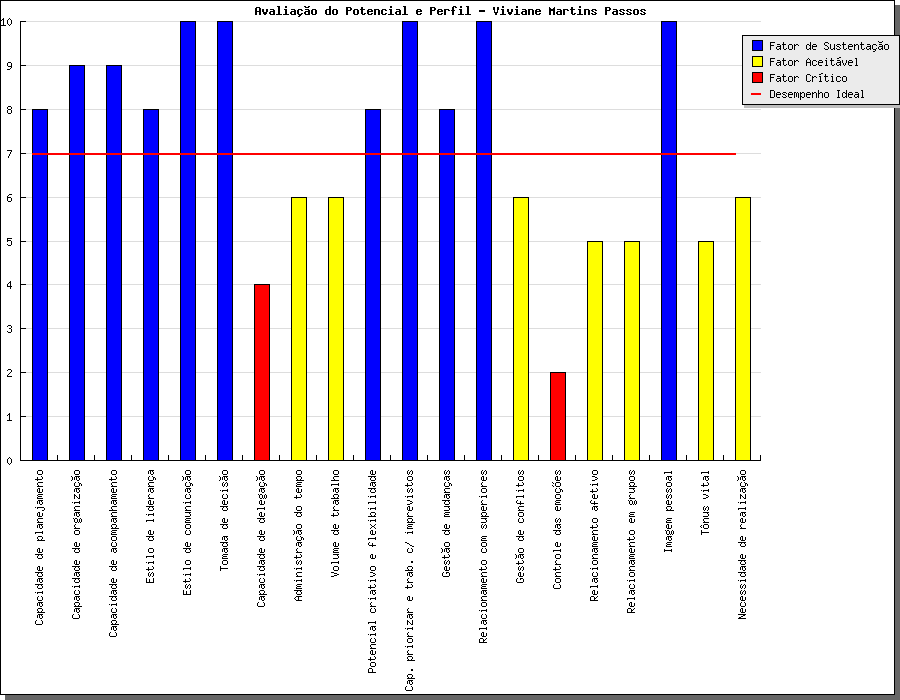 Avaliação do Potencial e Perfil - Viviane Martins Passos
Fator de Sustentação
Fator Aceitável
Fator Crítico
Desempenho Ideal
10
9
8
7
6
5
4
3
2
1
0
Capacidade de planejamento
Capacidade de organização
Capacidade de acompanhamento
Estilo de liderança
Estilo de comunicação
Tomada de decisão
Capacidade de delegação
Administração do tempo
Volume de trabalho
Potencial criativo e flexibilidade
Cap. priorizar e trab. c/ imprevistos
Gestão de mudanças
Relacionamento com superiores
Gestão de conflitos
Controle das emoções
Relacionamento afetivo
Relacionamento em grupos
Imagem pessoal
Tônus vital
Necessidade de realização